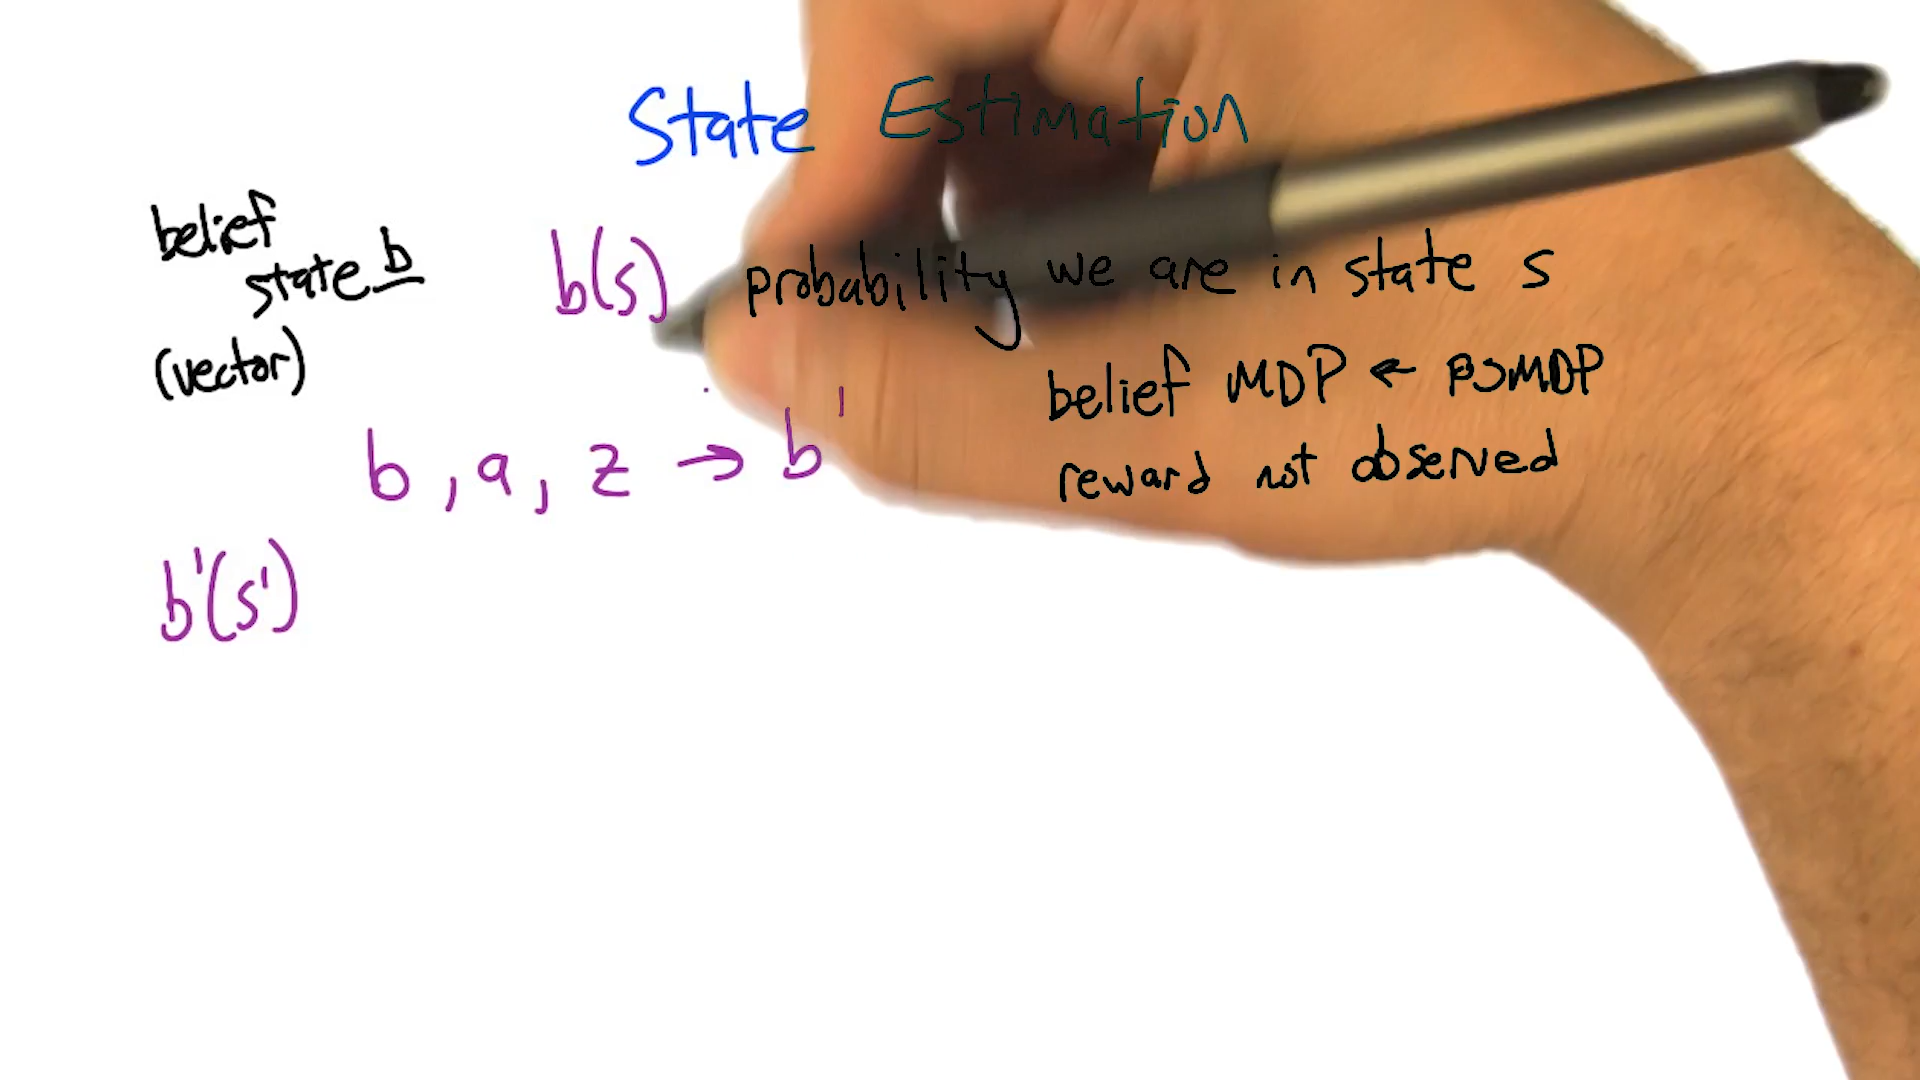 State Estimation
belief
state b
(vector)
b(s) probability we are in state s
belief MDP ← POMDP
reward not observed
b, a, z → b'
b'(s')